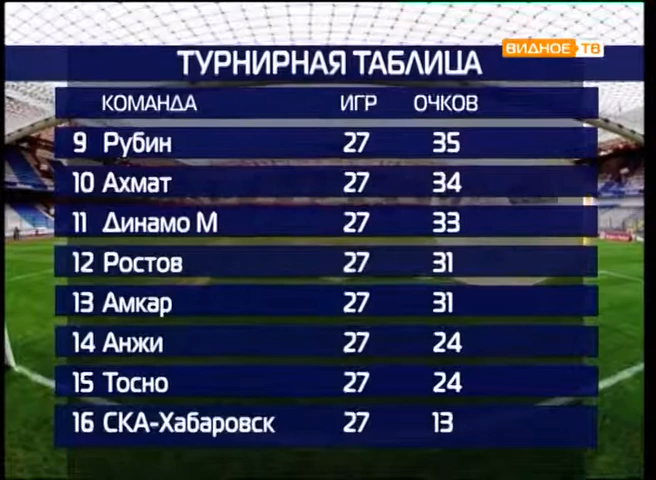 ВИДНОЕ ТВ
ТУРНИРНАЯ ТАБЛИЦА
КОМАНДА ИГР ОЧКОВ
9 Рубин 27 35
10 Ахмат 27 34
11 Динамо М 27 33
12 Ростов 27 31
13 Амкар 27 31
14 Анжи 27 24
15 Тосно 27 24
16 СКА-Хабаровск 27 13